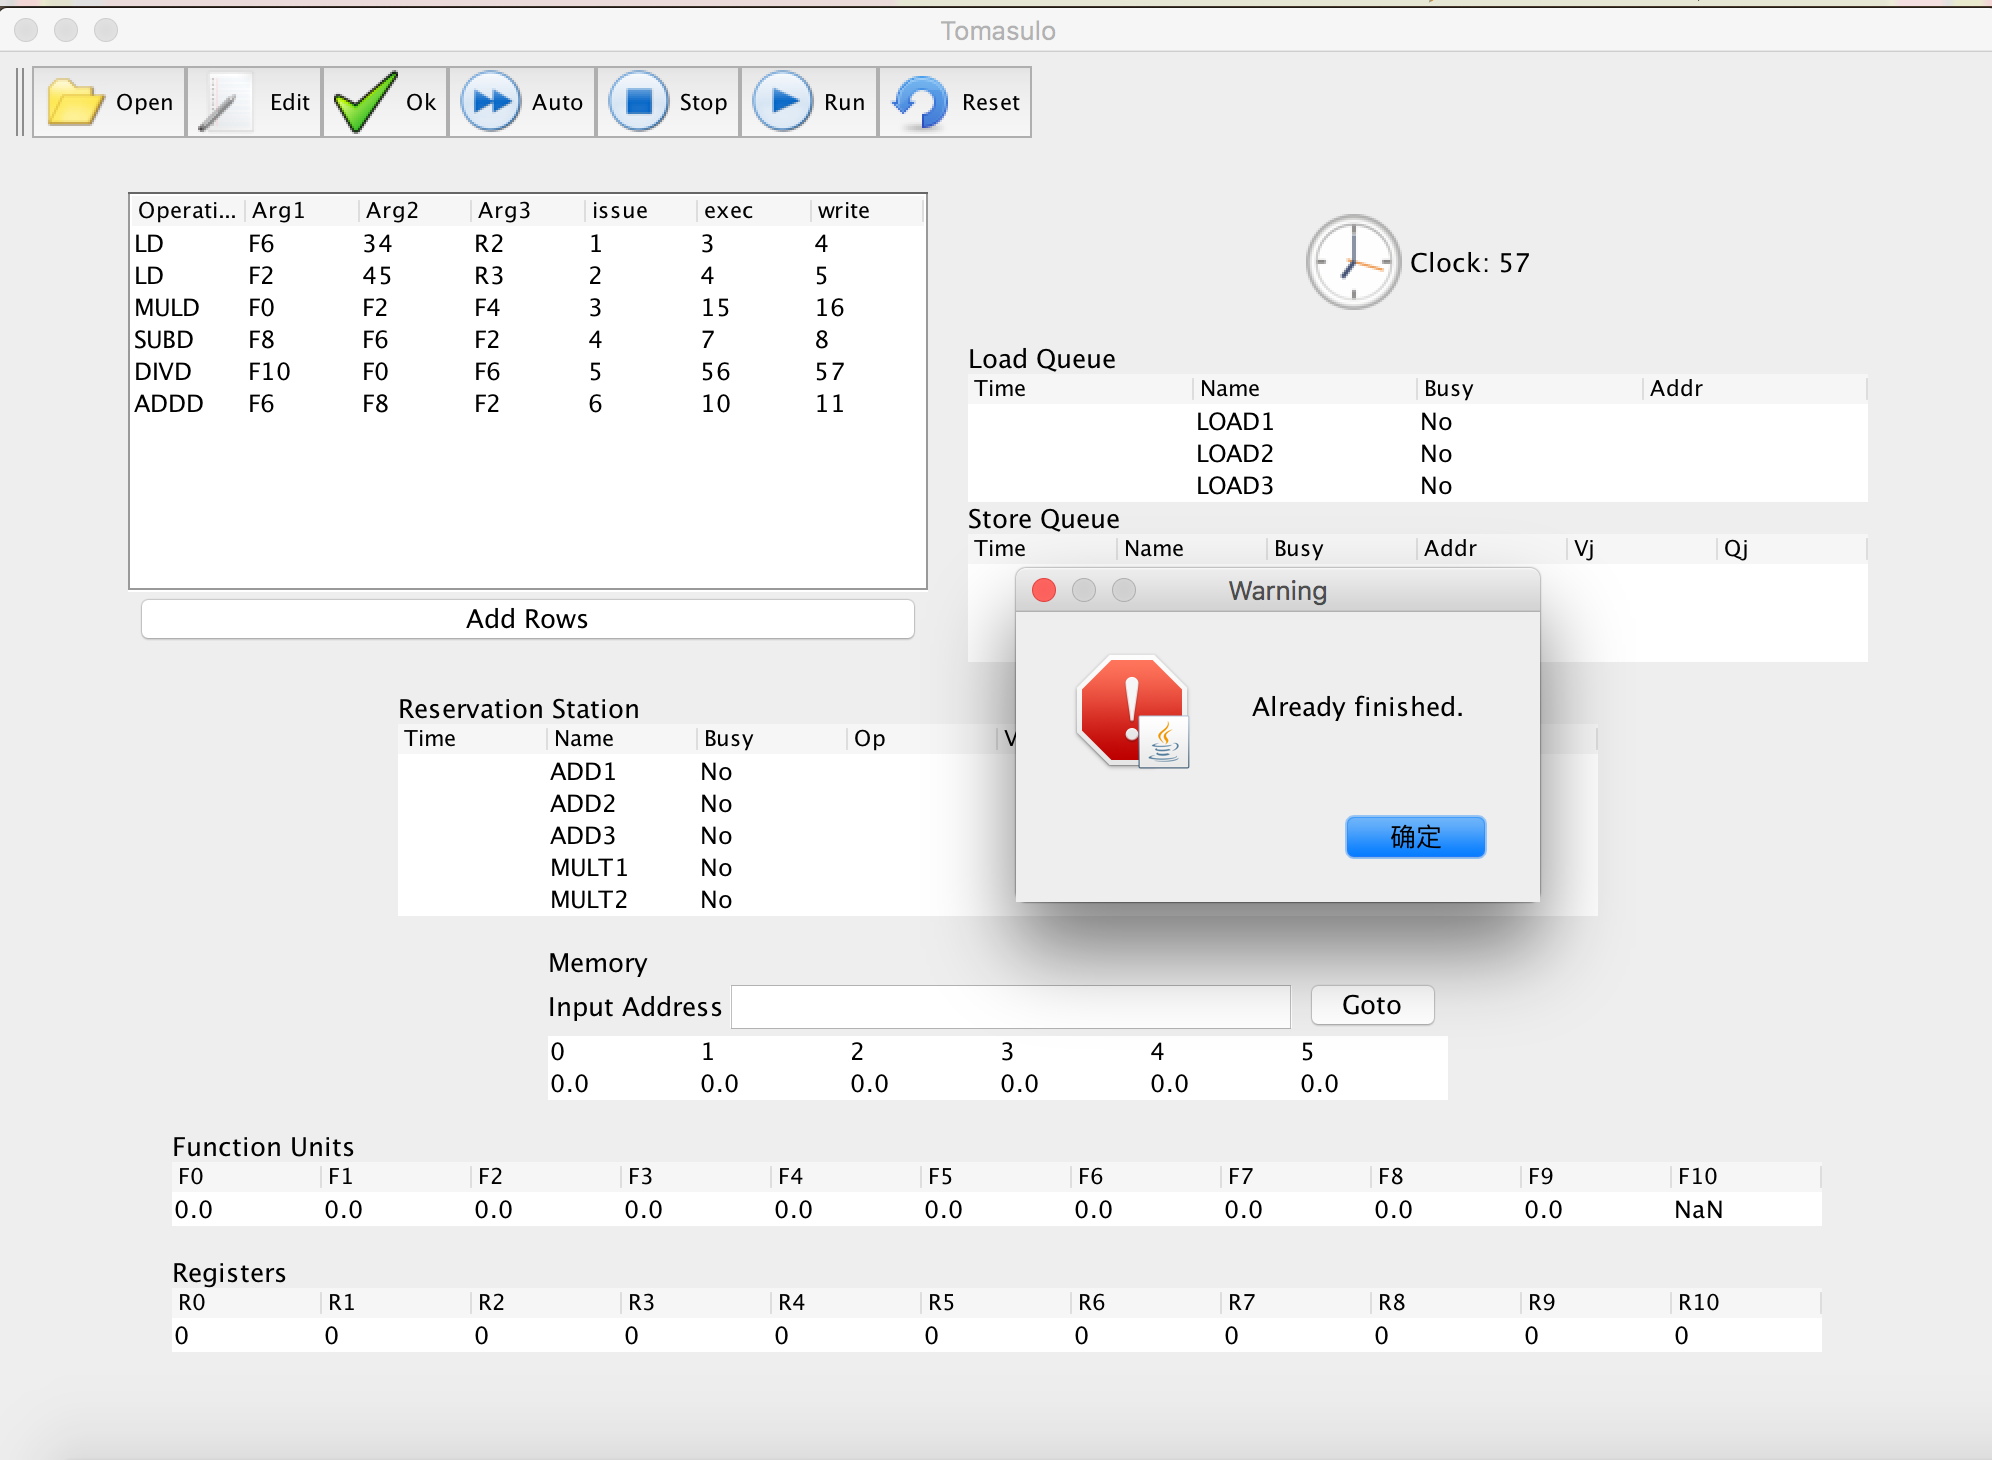 Tomasulo
Open Edit Ok Auto Stop Run Reset
Operati... Arg1 Arg2 Arg3 issue exec write
LD F6 34 R2 1 3 4
LD F2 45 R3 2 4 5
MULD F0 F2 F4 3 15 16
SUBD F8 F6 F2 4 7 8
DIVD F10 F0 F6 5 56 57
ADDD F6 F8 F2 6 10 11
Add Rows
Clock: 57
Load Queue
Time Name Busy Addr
LOAD1 No
LOAD2 No
LOAD3 No
Store Queue
Time Name Busy Addr Vj Qj
Warning
Already finished.
确定
Reservation Station
Time Name Busy Op
ADD1 No
ADD2 No
ADD3 No
MULT1 No
MULT2 No
Memory
Input Address Goto
0 1 2 3 4 5
0.0 0.0 0.0 0.0 0.0 0.0
Function Units
F0 F1 F2 F3 F4 F5 F6 F7 F8 F9 F10
0.0 0.0 0.0 0.0 0.0 0.0 0.0 0.0 0.0 0.0 NaN
Registers
R0 R1 R2 R3 R4 R5 R6 R7 R8 R9 R10
0 0 0 0 0 0 0 0 0 0 0